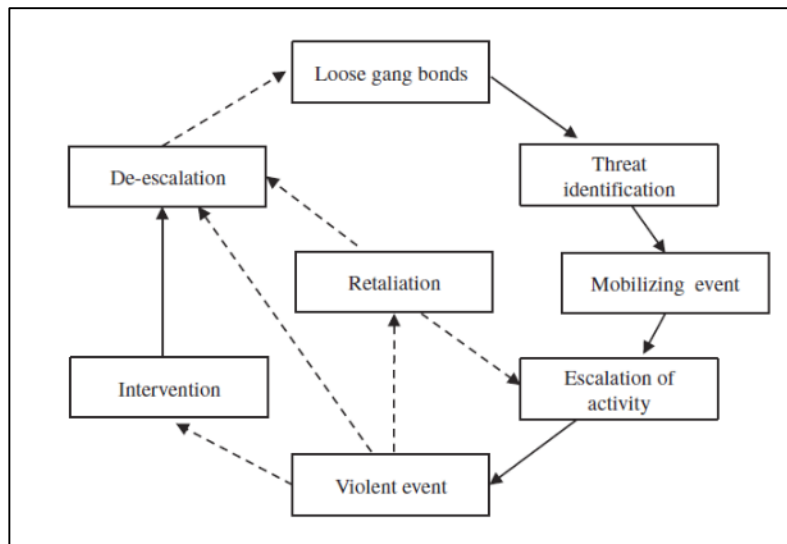 Loose gang bonds
Threat
identification
De-escalation
Retaliation
Mobilizing event
Intervention
Escalation of
activity
Violent event